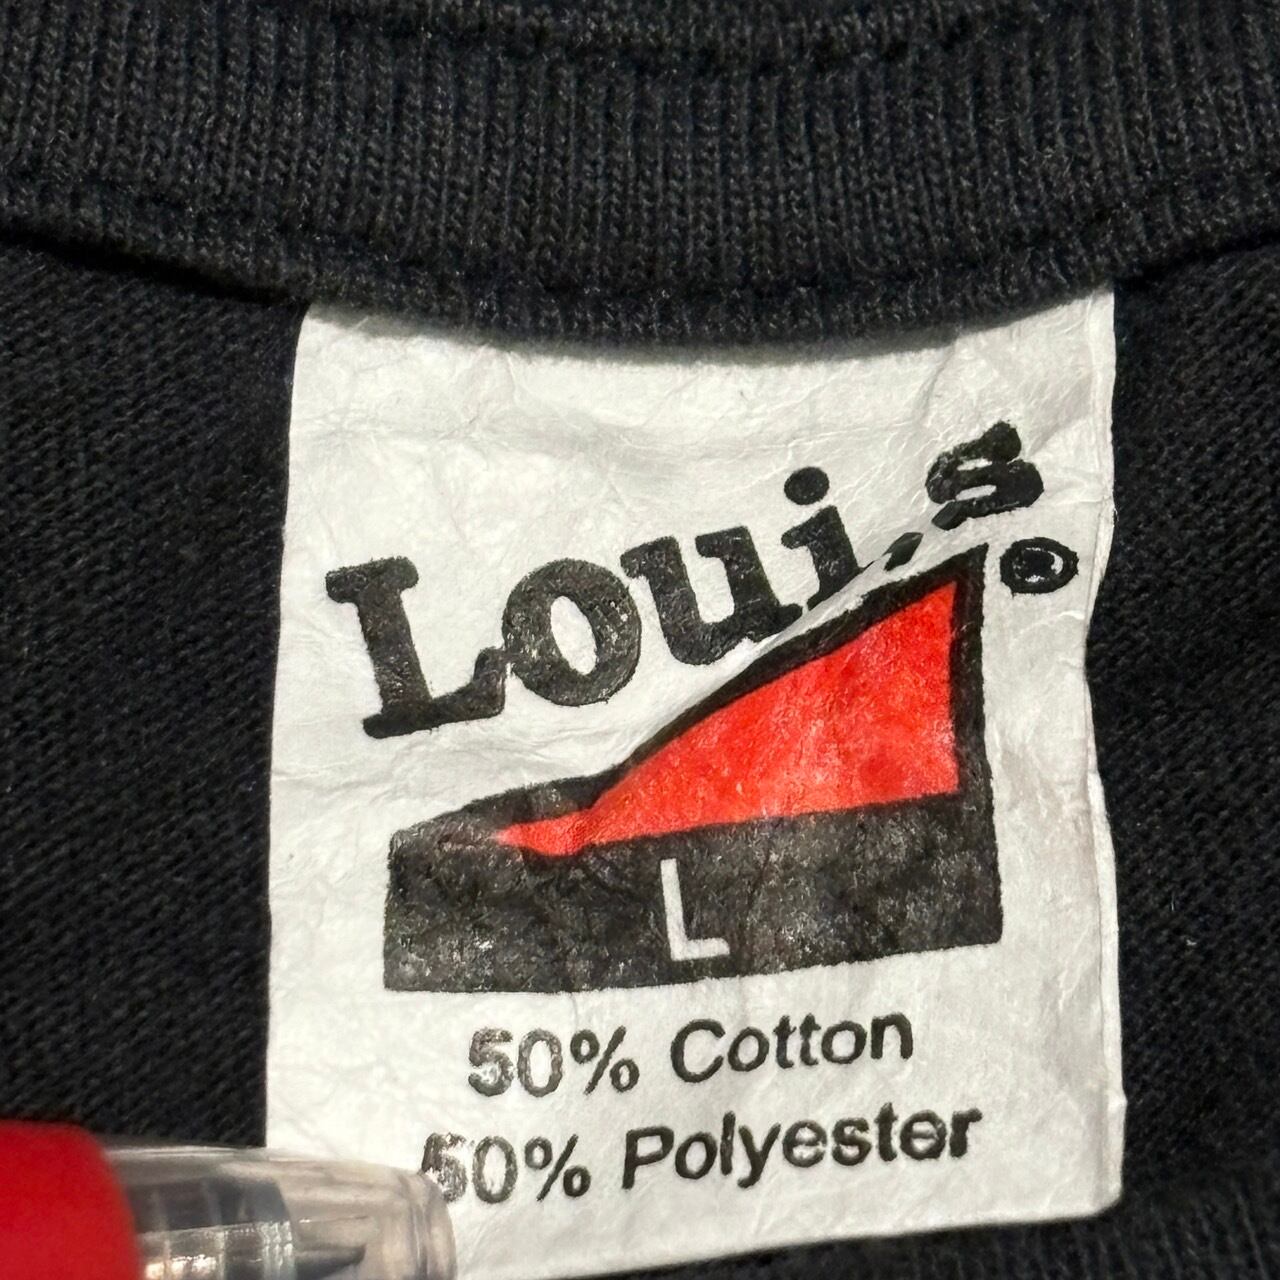 Loui's
L
50% Cotton
50% Polyester